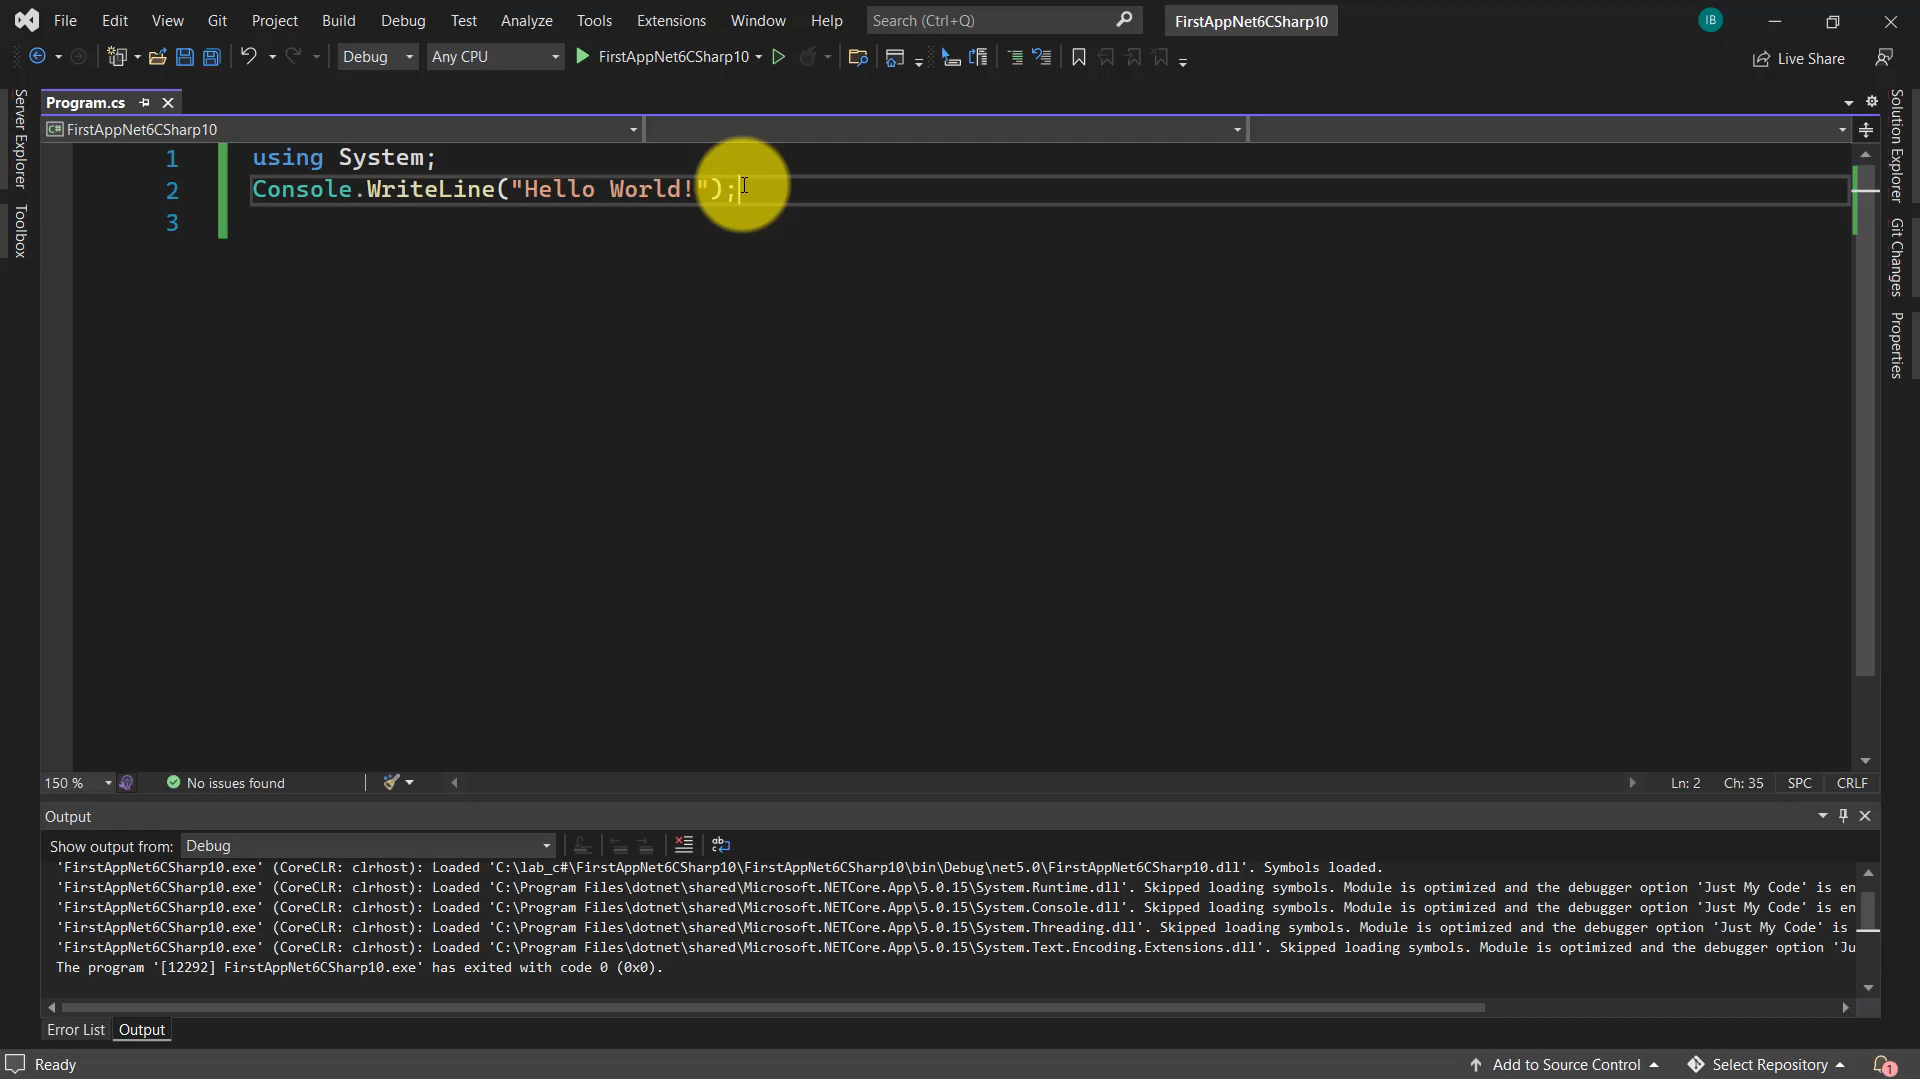 File Edit View Git Project Build Debug Test Analyze Tools Extensions Window Help Search (Ctrl+Q) FirstAppNet6CSharp10 IB
Debug Any CPU FirstAppNet6CSharp10 Live Share
Server Explorer
Toolbox
Program.cs
C# FirstAppNet6CSharp10
1 using System;
2 Console.WriteLine("Hello World!");
3
Solution Explorer
Git Changes
Properties
150 % No issues found Ln: 2 Ch: 35 SPC CRLF
Output
Show output from: Debug
'FirstAppNet6CSharp10.exe' (CoreCLR: clrhost): Loaded 'C:\lab_c#\FirstAppNet6CSharp10\FirstAppNet6CSharp10\bin\Debug\net5.0\FirstAppNet6CSharp10.dll'. Symbols loaded.
'FirstAppNet6CSharp10.exe' (CoreCLR: clrhost): Loaded 'C:\Program Files\dotnet\shared\Microsoft.NETCore.App\5.0.15\System.Runtime.dll'. Skipped loading symbols. Module is optimized and the debugger option 'Just My Code' is en
'FirstAppNet6CSharp10.exe' (CoreCLR: clrhost): Loaded 'C:\Program Files\dotnet\shared\Microsoft.NETCore.App\5.0.15\System.Console.dll'. Skipped loading symbols. Module is optimized and the debugger option 'Just My Code' is en
'FirstAppNet6CSharp10.exe' (CoreCLR: clrhost): Loaded 'C:\Program Files\dotnet\shared\Microsoft.NETCore.App\5.0.15\System.Threading.dll'. Skipped loading symbols. Module is optimized and the debugger option 'Just My Code' is
'FirstAppNet6CSharp10.exe' (CoreCLR: clrhost): Loaded 'C:\Program Files\dotnet\shared\Microsoft.NETCore.App\5.0.15\System.Text.Encoding.Extensions.dll'. Skipped loading symbols. Module is optimized and the debugger option 'Ju
The program '[12292] FirstAppNet6CSharp10.exe' has exited with code 0 (0x0).
Error List Output
Ready Add to Source Control Select Repository 1